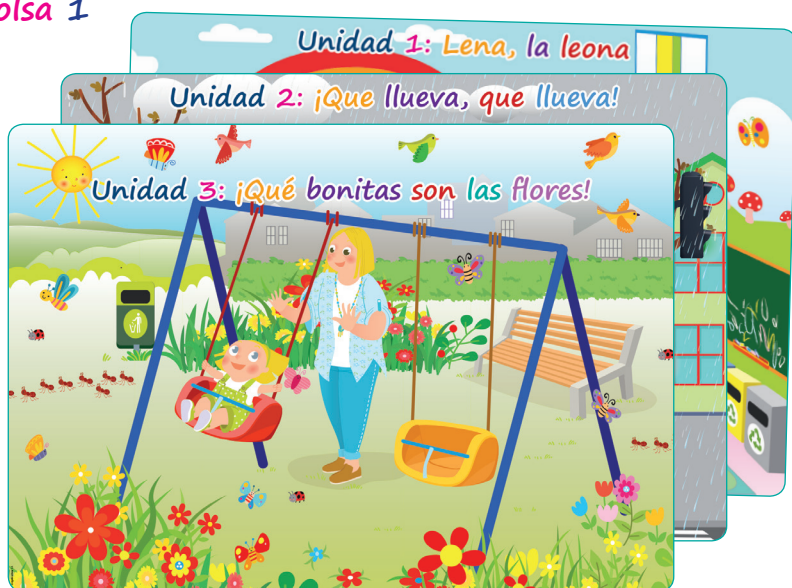 olsa 1
Unidad 1: Lena, la leona
Unidad 2: ¡Que llueva, que llueva!
Unidad 3: ¡Qué bonitas son las flores!